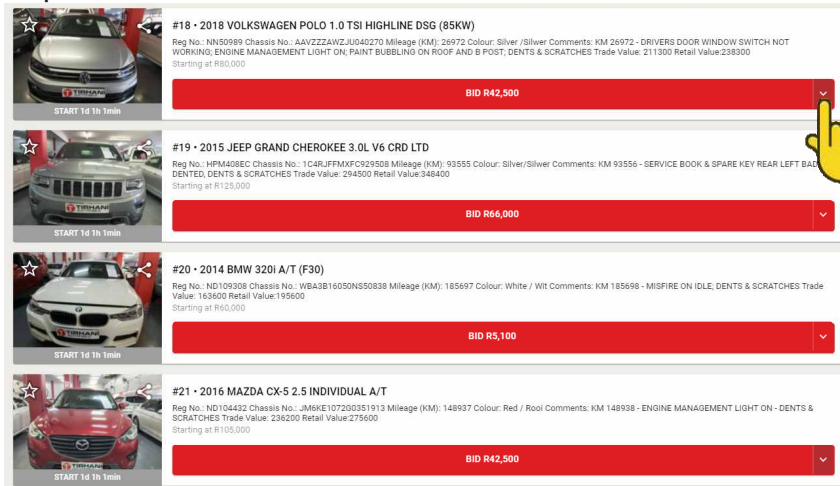 #18 • 2018 VOLKSWAGEN POLO 1.0 TSI HIGHLINE DSG (85KW)
Reg No.: NN50989 Chassis No.: AAVZZZAWZJU040270 Mileage (KM): 26972 Colour: Silver /Silwer Comments: KM 26972 - DRIVERS DOOR WINDOW SWITCH NOT
WORKING; ENGINE MANAGEMENT LIGHT ON; PAINT BUBBLING ON ROOF AND B POST; DENTS & SCRATCHES Trade Value: 211300 Retail Value:238300
Starting at R80,000
BID R42,500
TIRHANI
START 1d 1h 1min
#19 • 2015 JEEP GRAND CHEROKEE 3.0L V6 CRD LTD
Reg No.: HPM408EC Chassis No.: 1C4RJFFMXFC929508 Mileage (KM): 93555 Colour: Silver/Silwer Comments: KM 93556 - SERVICE BOOK & SPARE KEY REAR LEFT BAD
DENTED, DENTS & SCRATCHES Trade Value: 294500 Retail Value:348400
Starting at R125,000
BID R66,000
TIRHANI
START 1d 1h 1min
#20 • 2014 BMW 320i A/T (F30)
Reg No.: ND109308 Chassis No.: WBA3B16050NS50838 Mileage (KM): 185697 Colour: White / Wit Comments: KM 185698 - MISFIRE ON IDLE; DENTS & SCRATCHES Trade
Value: 163600 Retail Value:195600
Starting at R60,000
BID R5,100
TIRHANI
START 1d 1h 1min
#21 • 2016 MAZDA CX-5 2.5 INDIVIDUAL A/T
Reg No.: ND104432 Chassis No.: JM6KE1072G0351913 Mileage (KM): 148937 Colour: Red / Rooi Comments: KM 148938 - ENGINE MANAGEMENT LIGHT ON - DENTS &
SCRATCHES Trade Value: 236200 Retail Value:275600
Starting at R105,000
BID R42,500
TIRHANI
START 1d 1h 1min